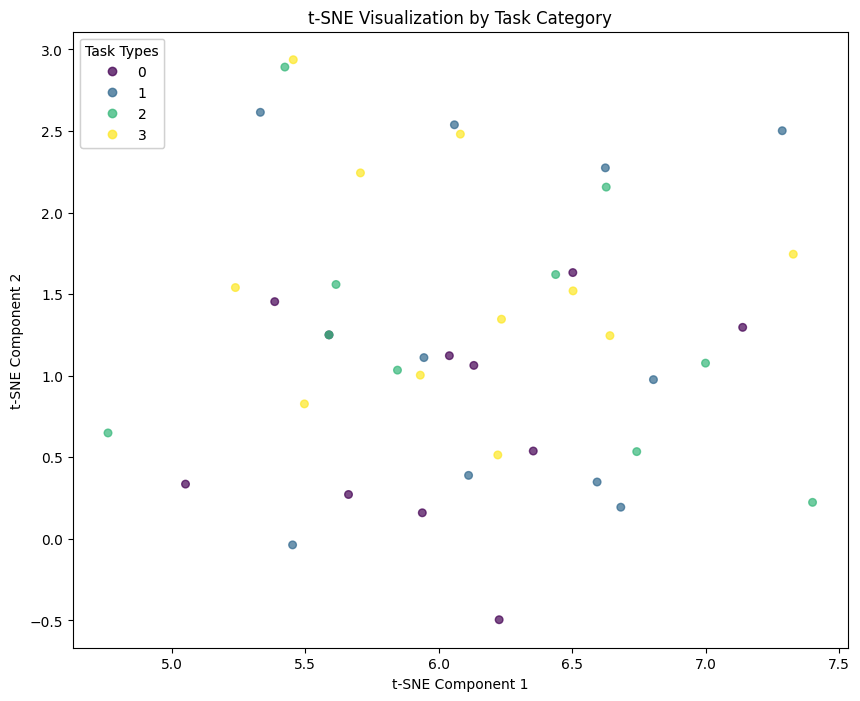 t-SNE Visualization by Task Category
Task Types
0
1
2
3
3.0
2.5
2.0
1.5
1.0
0.5
0.0
−0.5
t-SNE Component 2
5.0 5.5 6.0 6.5 7.0 7.5
t-SNE Component 1